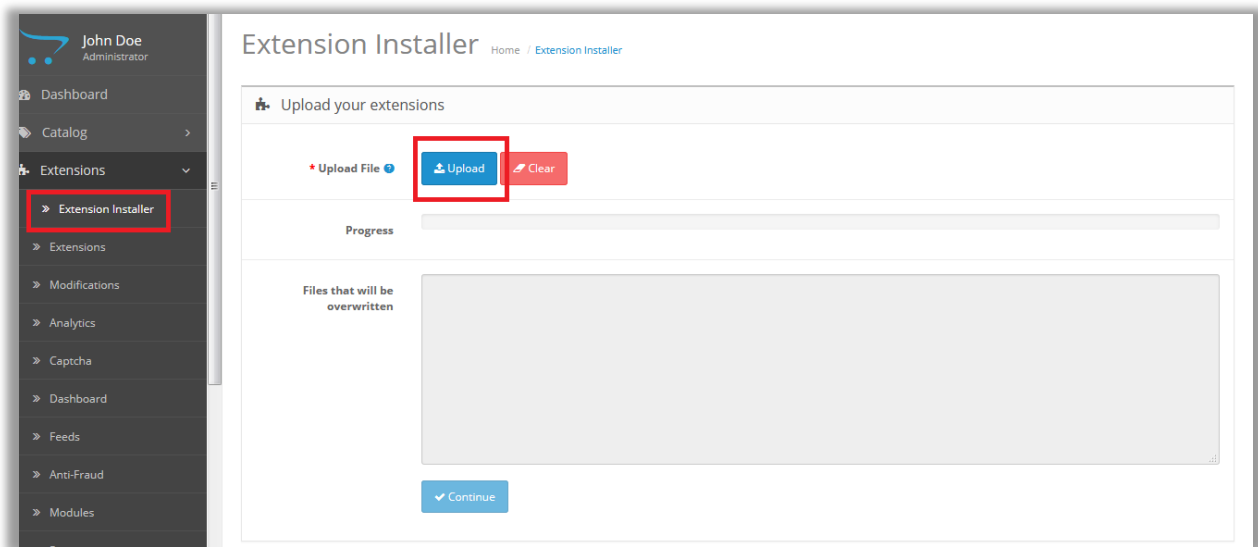 John Doe
Administrator
Dashboard
Catalog
Extensions
Extension Installer
Extensions
Modifications
Analytics
Captcha
Dashboard
Feeds
Anti-Fraud
Modules
Extension Installer Home / Extension Installer
Upload your extensions
* Upload File Upload Clear
Progress
Files that will be
overwritten
Continue